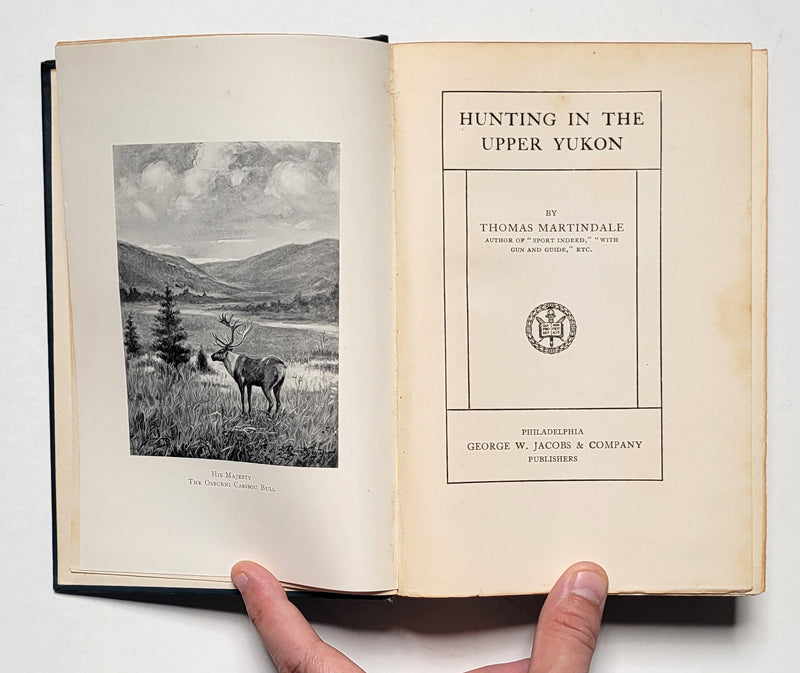 His Majesty
The Osburni Caribou Bull
HUNTING IN THE
UPPER YUKON
BY
THOMAS MARTINDALE
AUTHOR OF "SPORT INDEED," "WITH
GUN AND GUIDE," ETC.
PHILADELPHIA
GEORGE W. JACOBS & COMPANY
PUBLISHERS